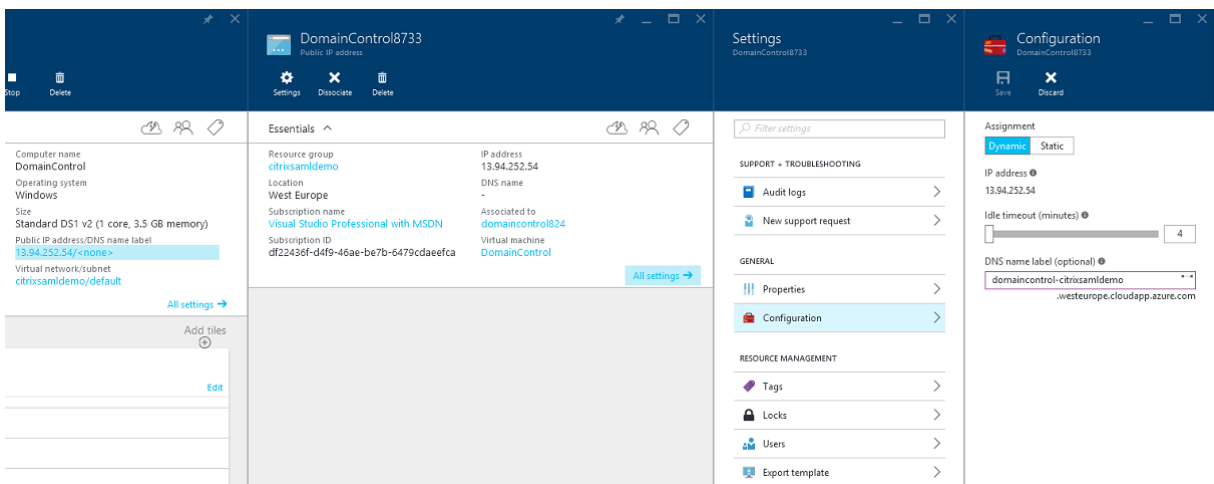 Stop
Delete
Computer name
DomainControl
Operating system
Windows
Size
Standard DS1 v2 (1 core, 3.5 GB memory)
Public IP address/DNS name label
13.94.252.54/<none>
Virtual network/subnet
citrixsamldemo/default
All settings →
Add tiles
Edit
DomainControl8733
Public IP address
Settings
Dissociate
Delete
Essentials
Resource group
citrixsamldemo
Location
West Europe
Subscription name
Visual Studio Professional with MSDN
Subscription ID
df22436f-d4f9-46ae-be7b-6479cdaeefca
IP address
13.94.252.54
DNS name
-
Associated to
domaincontrol824
Virtual machine
DomainControl
All settings →
Settings
DomainControl8733
Filter settings
SUPPORT + TROUBLESHOOTING
Audit logs
New support request
GENERAL
Properties
Configuration
RESOURCE MANAGEMENT
Tags
Locks
Users
Export template
Configuration
DomainControl8733
Save
Discard
Assignment
Dynamic
Static
IP address
13.94.252.54
Idle timeout (minutes)
4
DNS name label (optional)
domaincontrol-citrixsamldemo
.westeurope.cloudapp.azure.com